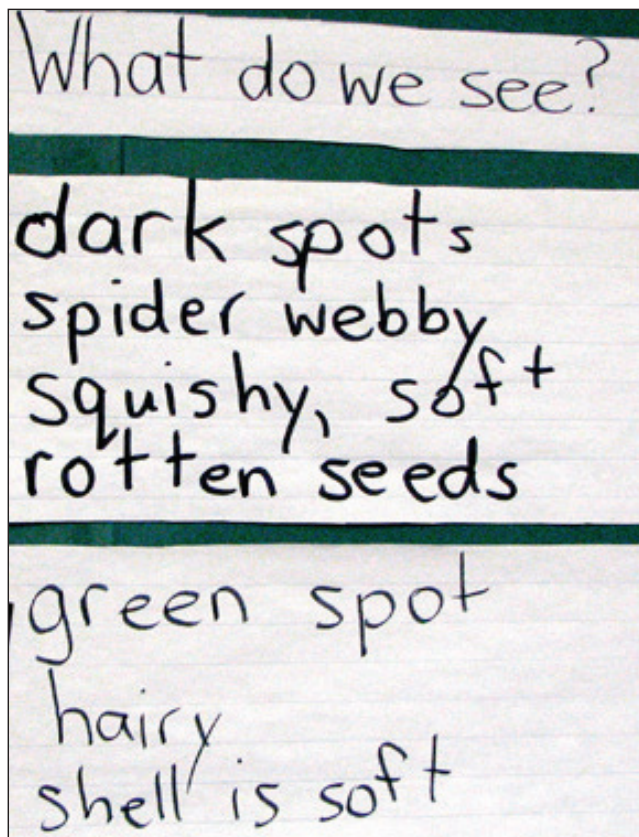 What do we see?
dark spots
spider webby
squishy, soft
rotten seeds
green spot
hairy
shell is soft